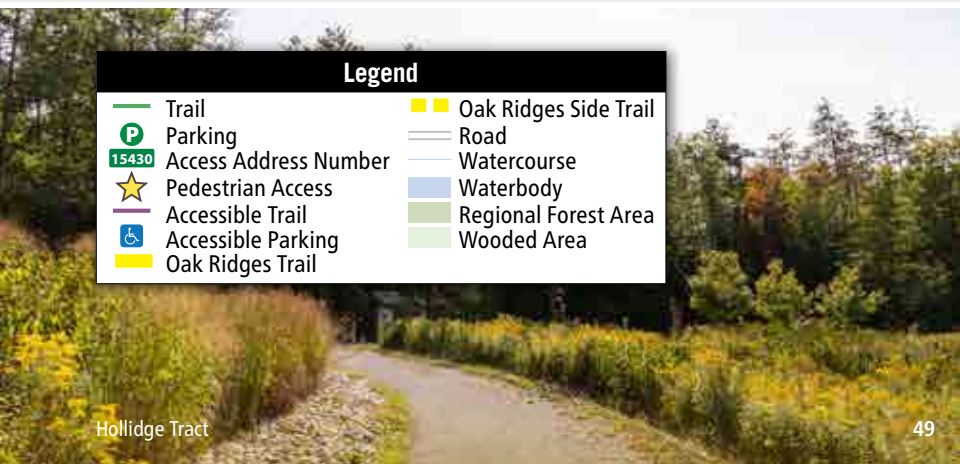 Legend
Trail
P Parking
15430 Access Address Number
Pedestrian Access
Accessible Trail
Accessible Parking
Oak Ridges Trail
Oak Ridges Side Trail
Road
Watercourse
Waterbody
Regional Forest Area
Wooded Area
Hollidge Tract
49